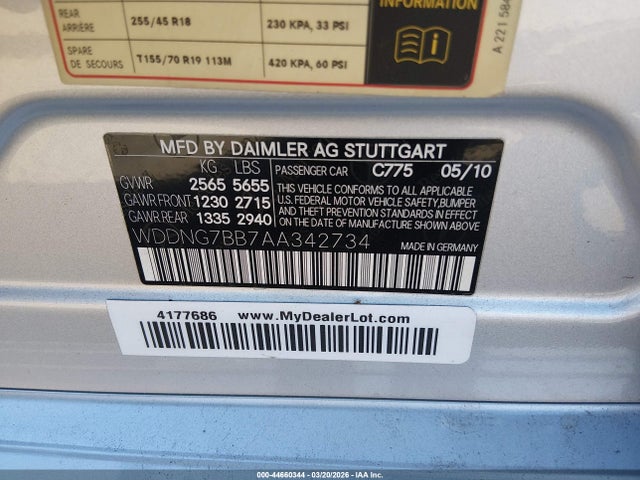 REAR
ARRIÈRE
255/45 R18
230 KPA, 33 PSI
SPARE
DE SECOURS
T155/70 R19 113M
420 KPA, 60 PSI
INFORMATION
A 221 584
MFD BY DAIMLER AG STUTTGART
KG LBS PASSENGER CAR C775 05/10
GVWR 2565 5655 THIS VEHICLE CONFORMS TO ALL APPLICABLE
GAWR.FRONT 1230 2715 U.S. FEDERAL MOTOR VEHICLE SAFETY,BUMPER
GAWR.REAR 1335 2940 AND THEFT PREVENTION STANDARDS IN EFFECT
ON THE DATE OF MANUFACTURE SHOWN ABOVE.
WDDNG7BB7AA342734 MADE IN GERMANY
4177686 www.MyDealerLot.com
000-44660344 - 03/20/2026 - IAA Inc.